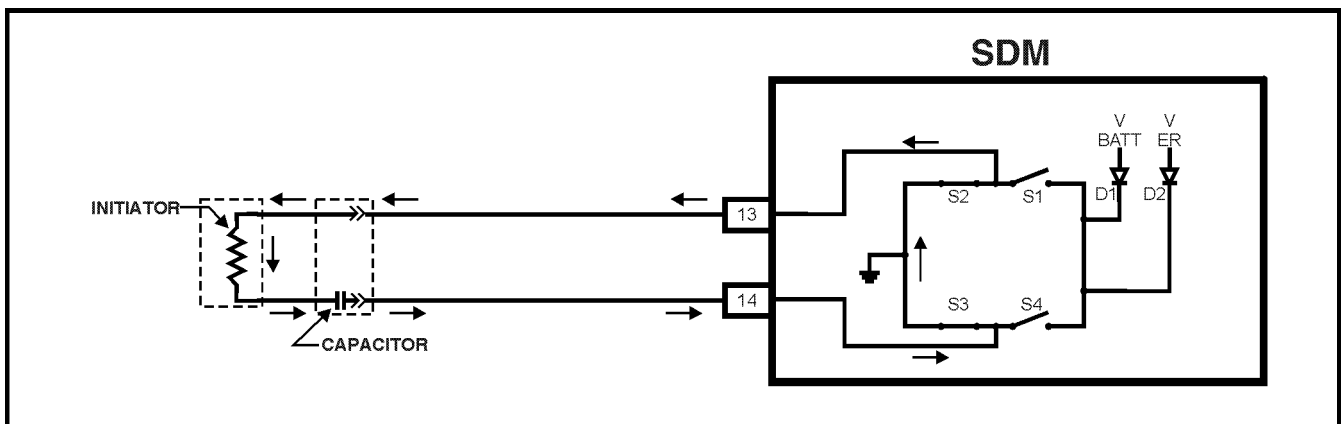 SDM
V V
BATT ER
D1 D2
S2 S1
INITIATOR
13
14
S3 S4
CAPACITOR